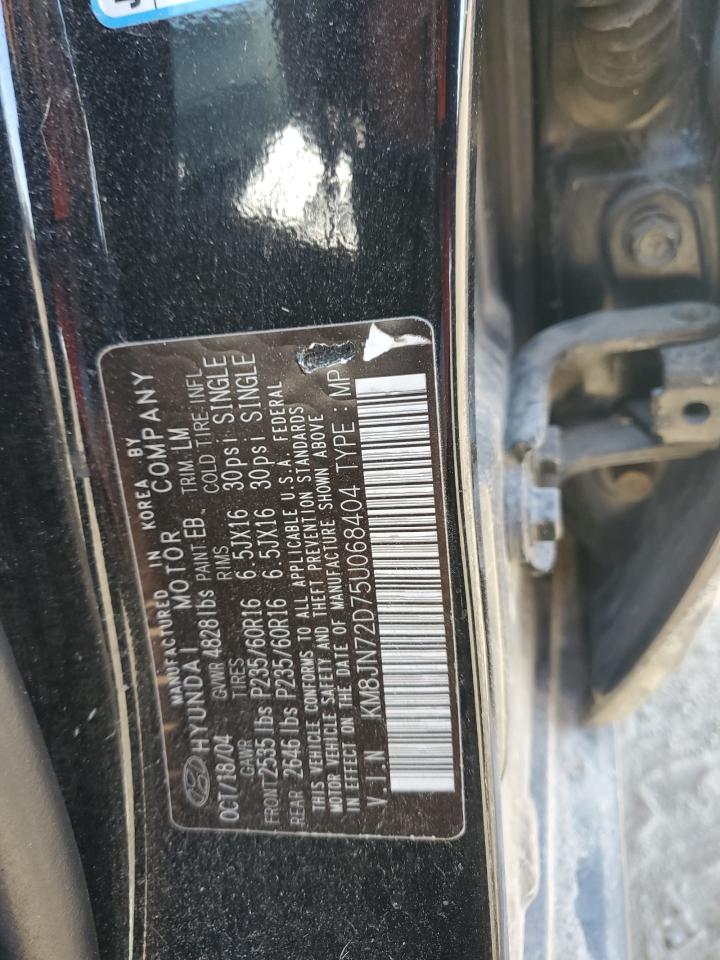 MANUFACTURED IN KOREA BY
HYUNDAI MOTOR COMPANY
OCT/18/04 GVWR 4828lbs PAINT EB TRIM LM
GAWR TIRES RIMS COLD TIRE INFL
FRONT 2535 lbs P235/60R16 6.5JX16 30psi SINGLE
REAR 2646 lbs P235/60R16 6.5JX16 30psi SINGLE
THIS VEHICLE CONFORMS TO ALL APPLICABLE U.S.A. FEDERAL
MOTOR VEHICLE SAFETY AND THEFT PREVENTION STANDARDS
IN EFFECT ON THE DATE OF MANUFACTURE SHOWN ABOVE
V.I.N KM8JN72D75U068404 TYPE : MP